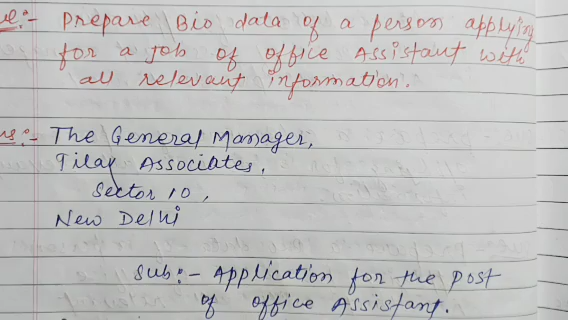 e:- Prepare Bio data of a person applying
for a job of office Assistant with
all relevant information.
ns:- The General Manager,
Tilak Associates,
Sector 10,
New Delhi
Sub:- Application for the post
of office Assistant.